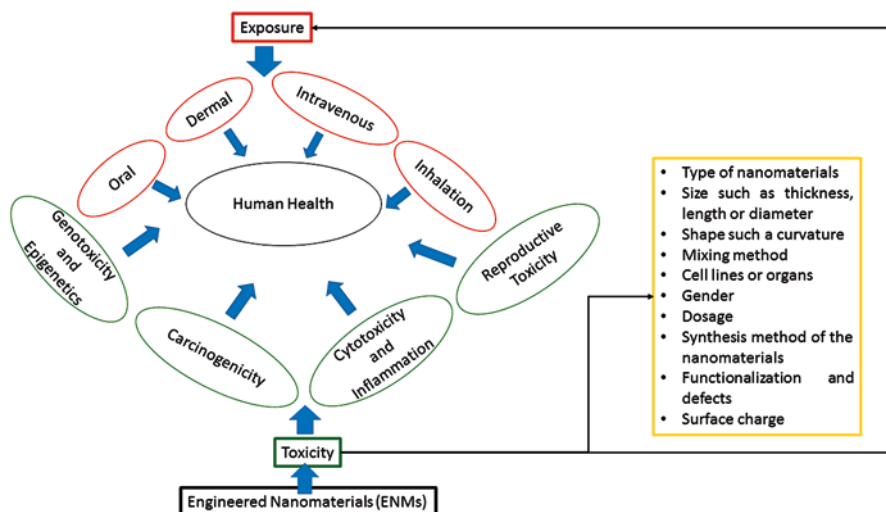 Exposure
Dermal
Intravenous
Oral
Inhalation
Human Health
Genotoxicity
and
Epigenetics
Reproductive
Toxicity
Carcinogenicity
Cytotoxicity
and
Inflammation
Toxicity
Engineered Nanomaterials (ENMs)
• Type of nanomaterials
• Size such as thickness,
length or diameter
• Shape such a curvature
• Mixing method
• Cell lines or organs
• Gender
• Dosage
• Synthesis method of the
nanomaterials
• Functionalization and
defects
• Surface charge